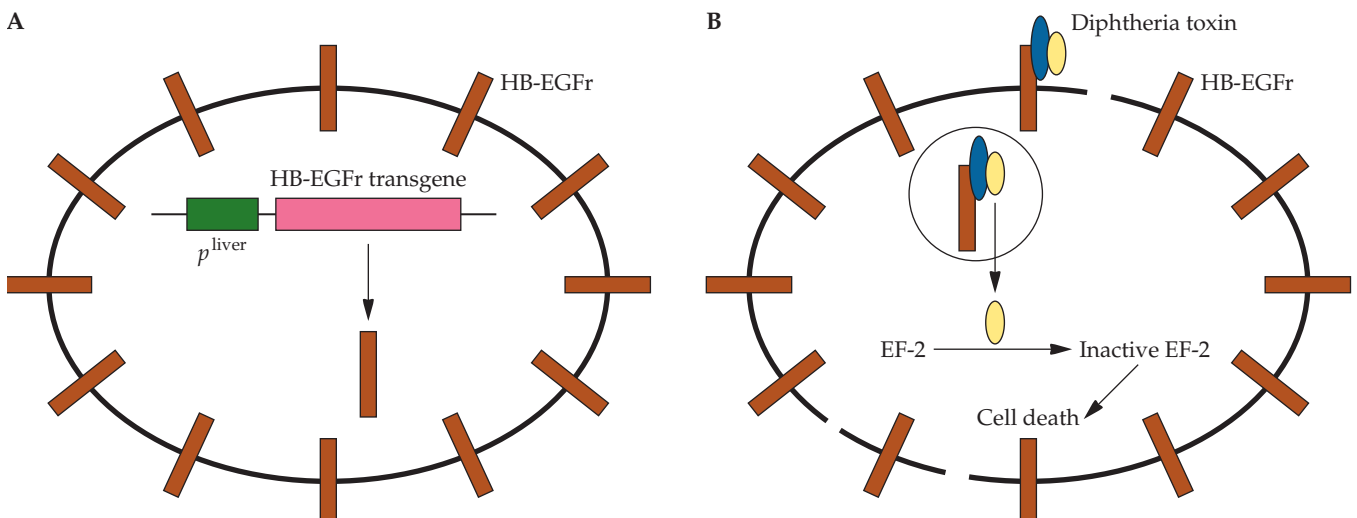 A
HB-EGFr
HB-EGFr transgene
p^liver
B
Diphtheria toxin
HB-EGFr
EF-2
Inactive EF-2
Cell death